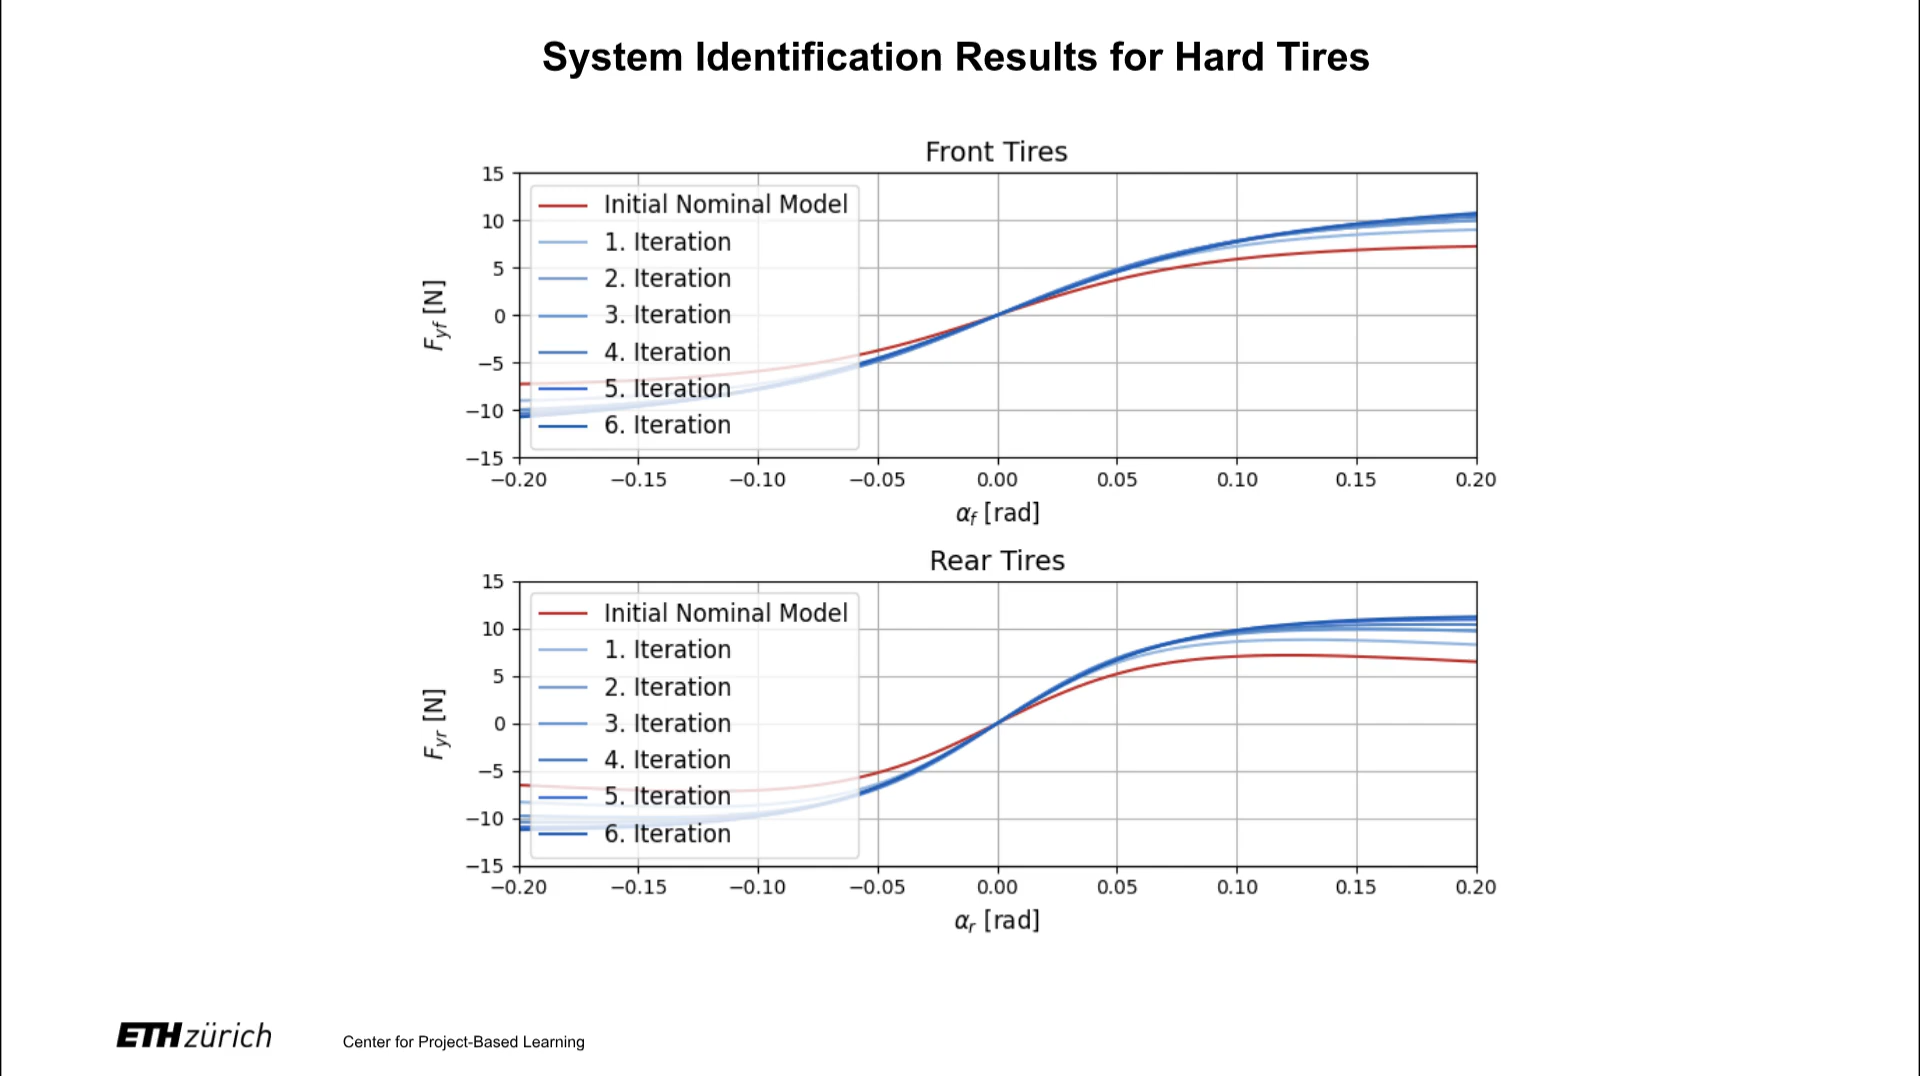 System Identification Results for Hard Tires
Front Tires
15
10
5
0
−5
−10
−15
F_yf [N]
Initial Nominal Model
1. Iteration
2. Iteration
3. Iteration
4. Iteration
5. Iteration
6. Iteration
−0.20 −0.15 −0.10 −0.05 0.00 0.05 0.10 0.15 0.20
α_f [rad]
Rear Tires
15
10
5
0
−5
−10
−15
F_yr [N]
Initial Nominal Model
1. Iteration
2. Iteration
3. Iteration
4. Iteration
5. Iteration
6. Iteration
−0.20 −0.15 −0.10 −0.05 0.00 0.05 0.10 0.15 0.20
α_r [rad]
ETH zürich
Center for Project-Based Learning